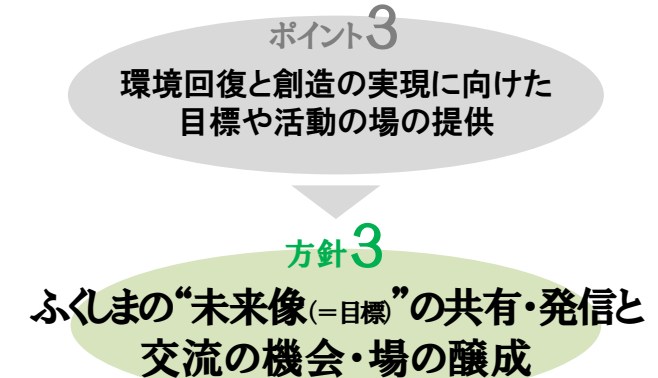 ポイント3
環境回復と創造の実現に向けた
目標や活動の場の提供
方針3
ふくしまの“未来像(=目標)”の共有・発信と
交流の機会・場の醸成